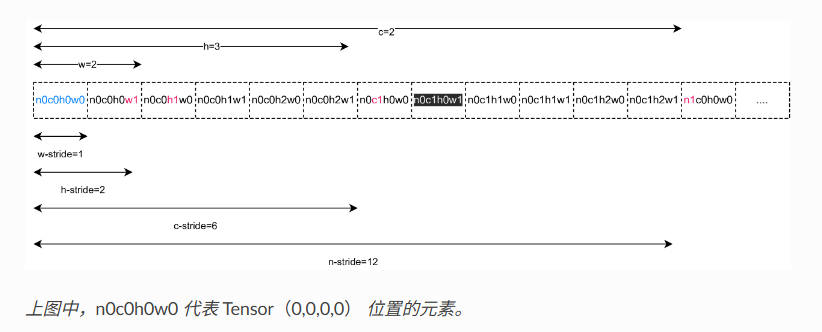 c=2
h=3
w=2
n0c0h0w0 n0c0h0w1 n0c0h1w0 n0c0h1w1 n0c0h2w0 n0c0h2w1 n0c1h0w0 n0c1h0w1 n0c1h1w0 n0c1h1w1 n0c1h2w0 n0c1h2w1 n1c0h0w0 ....
w-stride=1
h-stride=2
c-stride=6
n-stride=12
上图中，n0c0h0w0 代表 Tensor（0,0,0,0） 位置的元素。